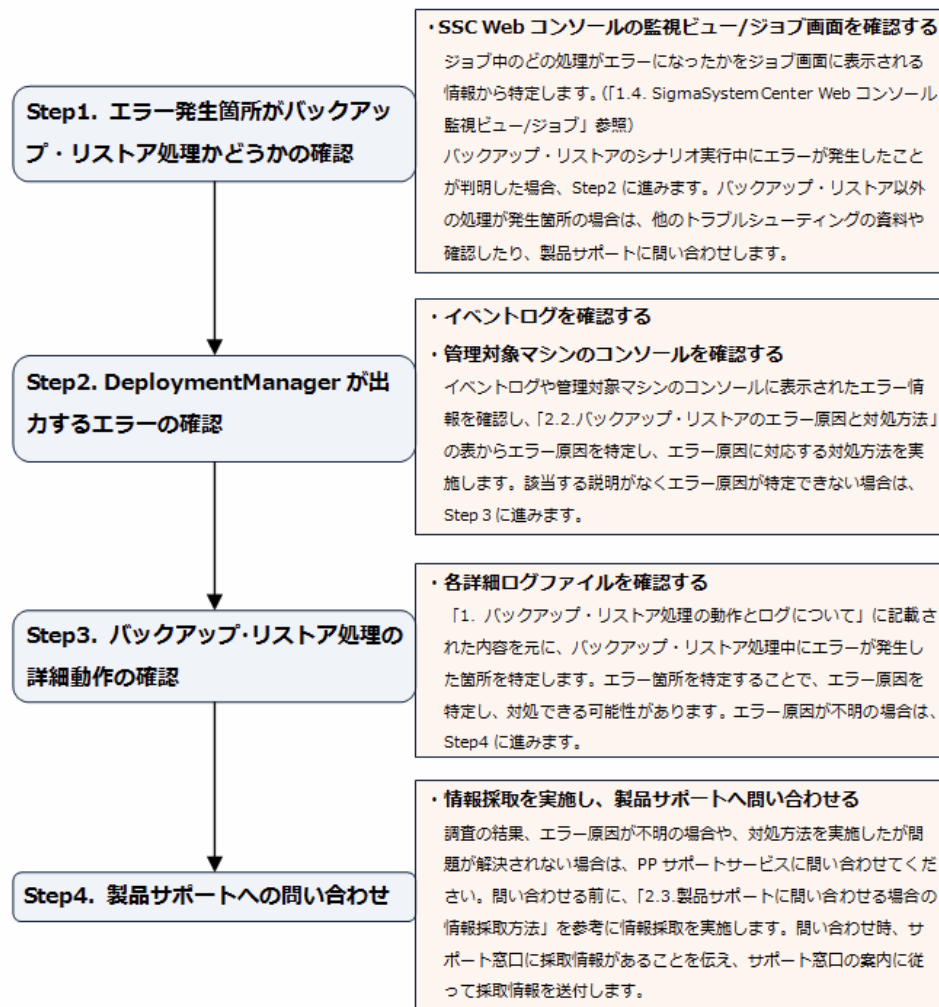 ・SSC Web コンソールの監視ビュー/ジョブ画面を確認する
ジョブ中のどの処理がエラーになったかをジョブ画面に表示される
情報から特定します。(「1.4. SigmaSystemCenter Web コンソール
監視ビュー/ジョブ」参照)
バックアップ・リストアのシナリオ実行中にエラーが発生したこと
が判明した場合、Step2 に進みます。バックアップ・リストア以外
の処理が発生箇所の場合は、他のトラブルシューティングの資料や
確認したり、製品サポートに問い合わせします。
Step1. エラー発生箇所がバックアッ
プ・リストア処理かどうかの確認
・イベントログを確認する
・管理対象マシンのコンソールを確認する
イベントログや管理対象マシンのコンソールに表示されたエラー情
報を確認し、「2.2.バックアップ・リストアのエラー原因と対処方法」
の表からエラー原因を特定し、エラー原因に対応する対処方法を実
施します。該当する説明がなくエラー原因が特定できない場合は、
Step 3 に進みます。
Step2. DeploymentManager が出
力するエラーの確認
・各詳細ログファイルを確認する
「1. バックアップ・リストア処理の動作とログについて」に記載さ
れた内容を元に、バックアップ・リストア処理中にエラーが発生し
た箇所を特定します。エラー箇所を特定することで、エラー原因を
特定し、対処できる可能性があります。エラー原因が不明の場合は、
Step4 に進みます。
Step3. バックアップ・リストア処理の
詳細動作の確認
・情報採取を実施し、製品サポートへ問い合わせる
調査の結果、エラー原因が不明の場合や、対処方法を実施したが問
題が解決されない場合は、PP サポートサービスに問い合わせてくだ
さい。問い合わせる前に、「2.3.製品サポートに問い合わせる場合の
情報採取方法」を参考に情報採取を実施します。問い合わせ時、サ
ポート窓口に採取情報があることを伝え、サポート窓口の案内に従
って採取情報を送付します。
Step4. 製品サポートへの問い合わせ